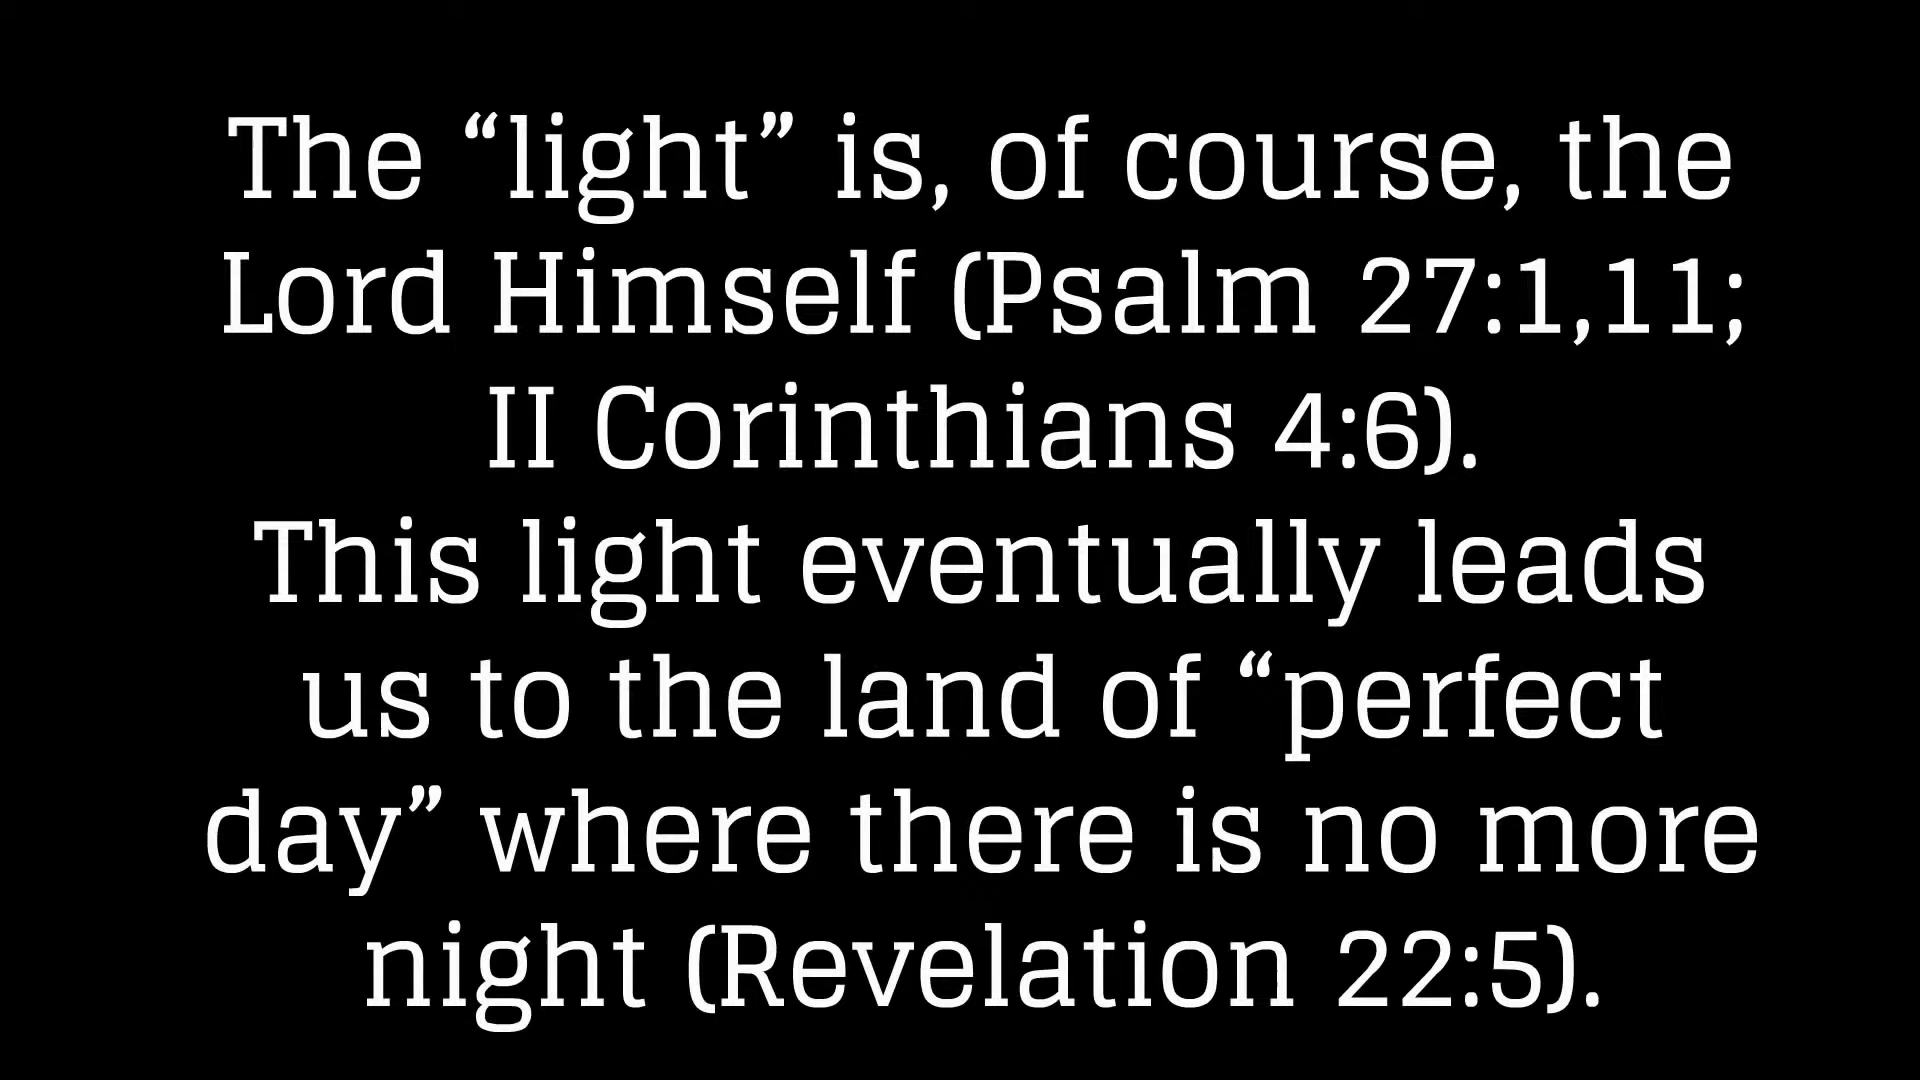 The “light” is, of course, the
Lord Himself (Psalm 27:1,11;
II Corinthians 4:6).
This light eventually leads
us to the land of “perfect
day” where there is no more
night (Revelation 22:5).